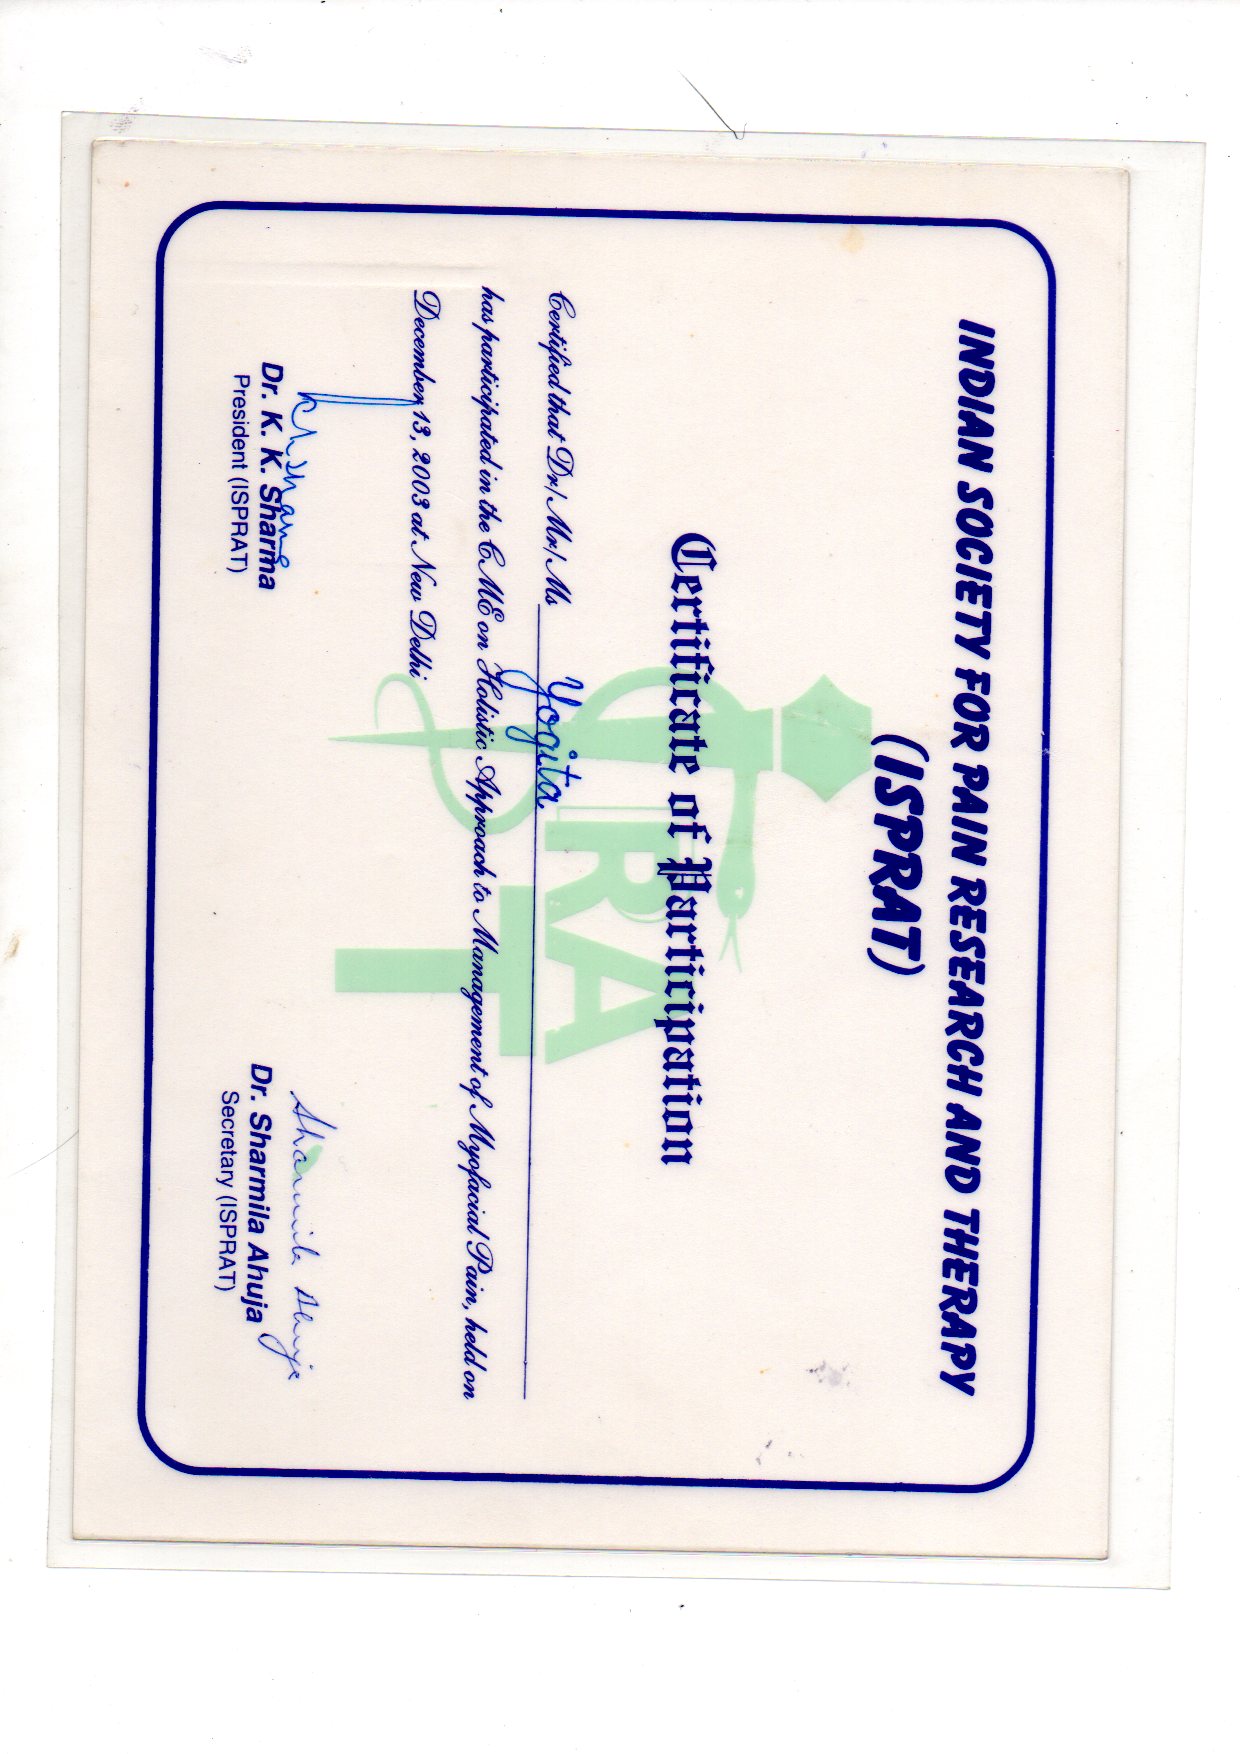 INDIAN SOCIETY FOR PAIN RESEARCH AND THERAPY
(ISPRAT)
Certificate of Participation
Certified that Dr/Mr/Ms Yogita
has participated in the CME on Holistic Approach to Management of Myofacial Pain, held on
December 13, 2003 at New Delhi
RA
T
KKSharma
Sharmila Ahuja
Dr. K. K. Sharma
Dr. Sharmila Ahuja
President (ISPRAT)
Secretary (ISPRAT)